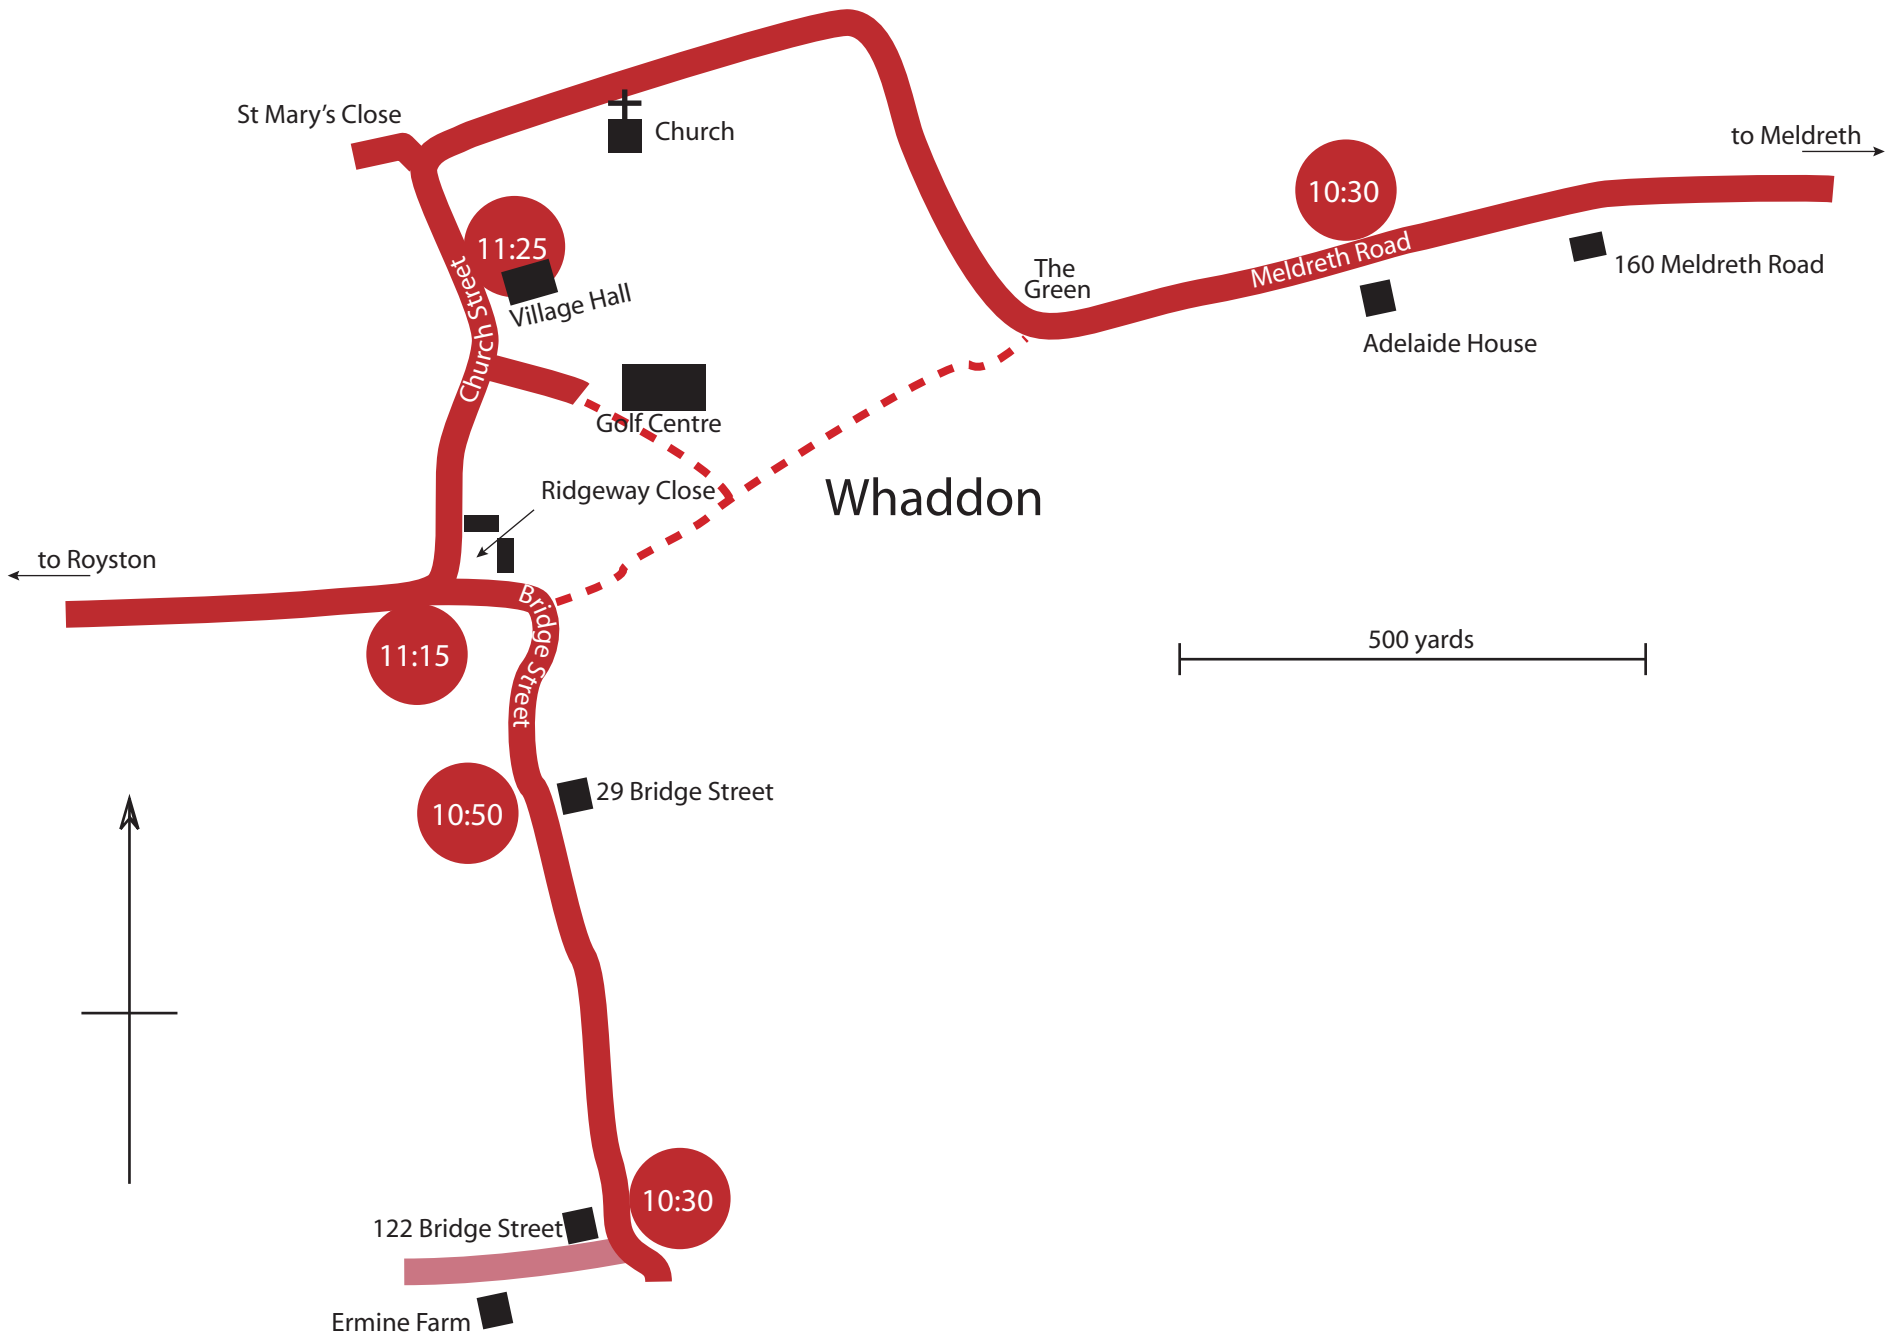 St Mary's Close
Church
to Meldreth
10:30
11:25
Church Street
Village Hall
The
Green
Meldreth Road
160 Meldreth Road
Adelaide House
Golf Centre
Ridgeway Close
Whaddon
to Royston
Bridge Street
11:15
500 yards
10:50
29 Bridge Street
10:30
122 Bridge Street
Ermine Farm